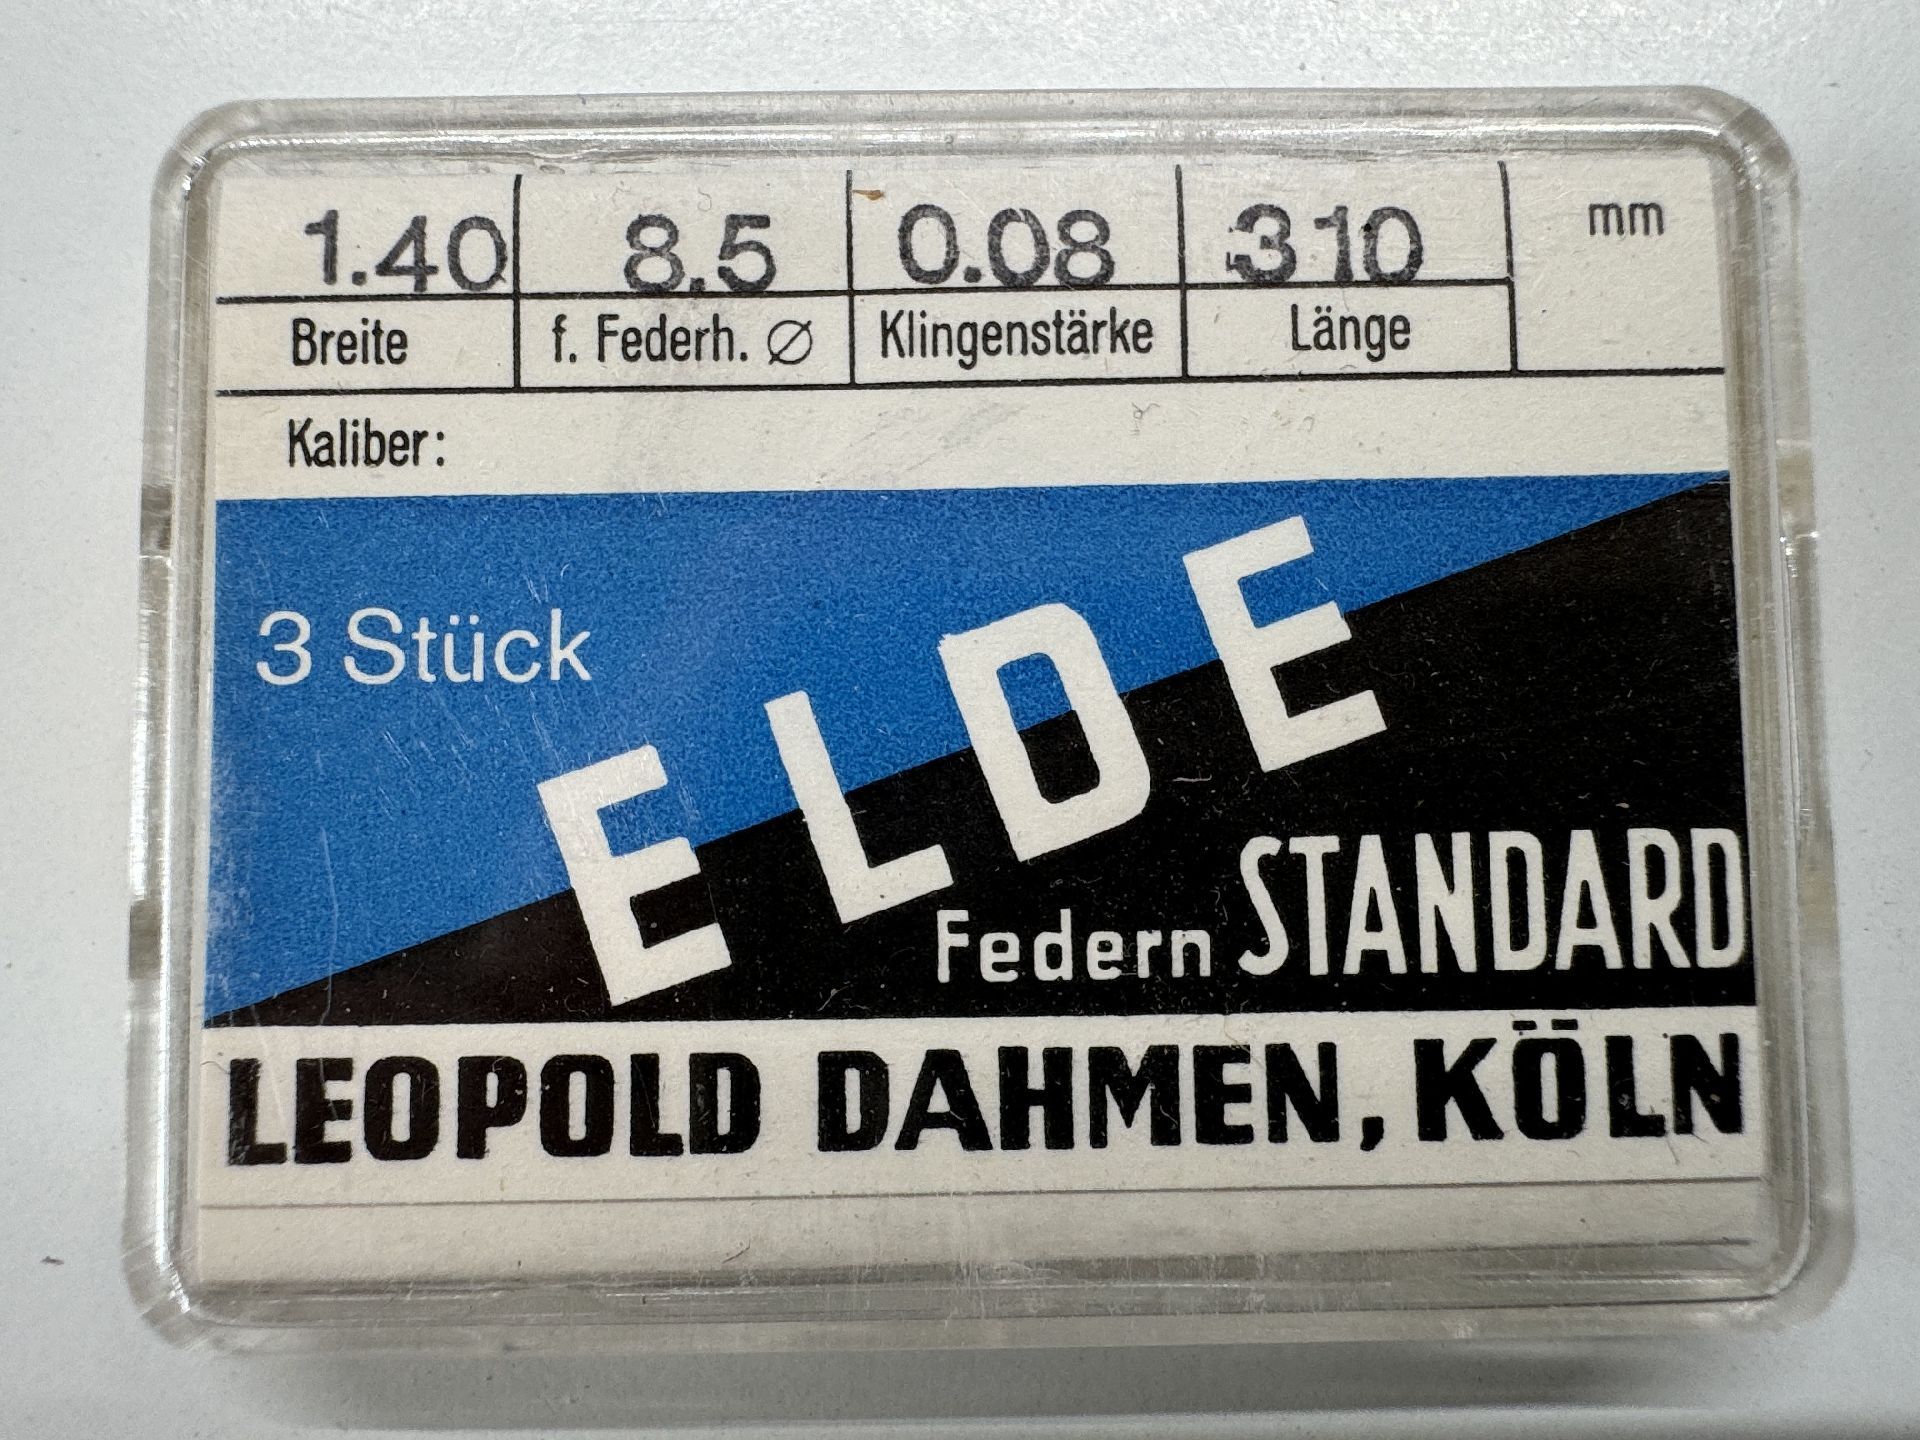 1.40 8.5 0.08 310 mm
Breite f. Federh. ∅ Klingenstärke Länge
Kaliber:
3 Stück
ELDE
Federn STANDARD
LEOPOLD DAHMEN, KÖLN